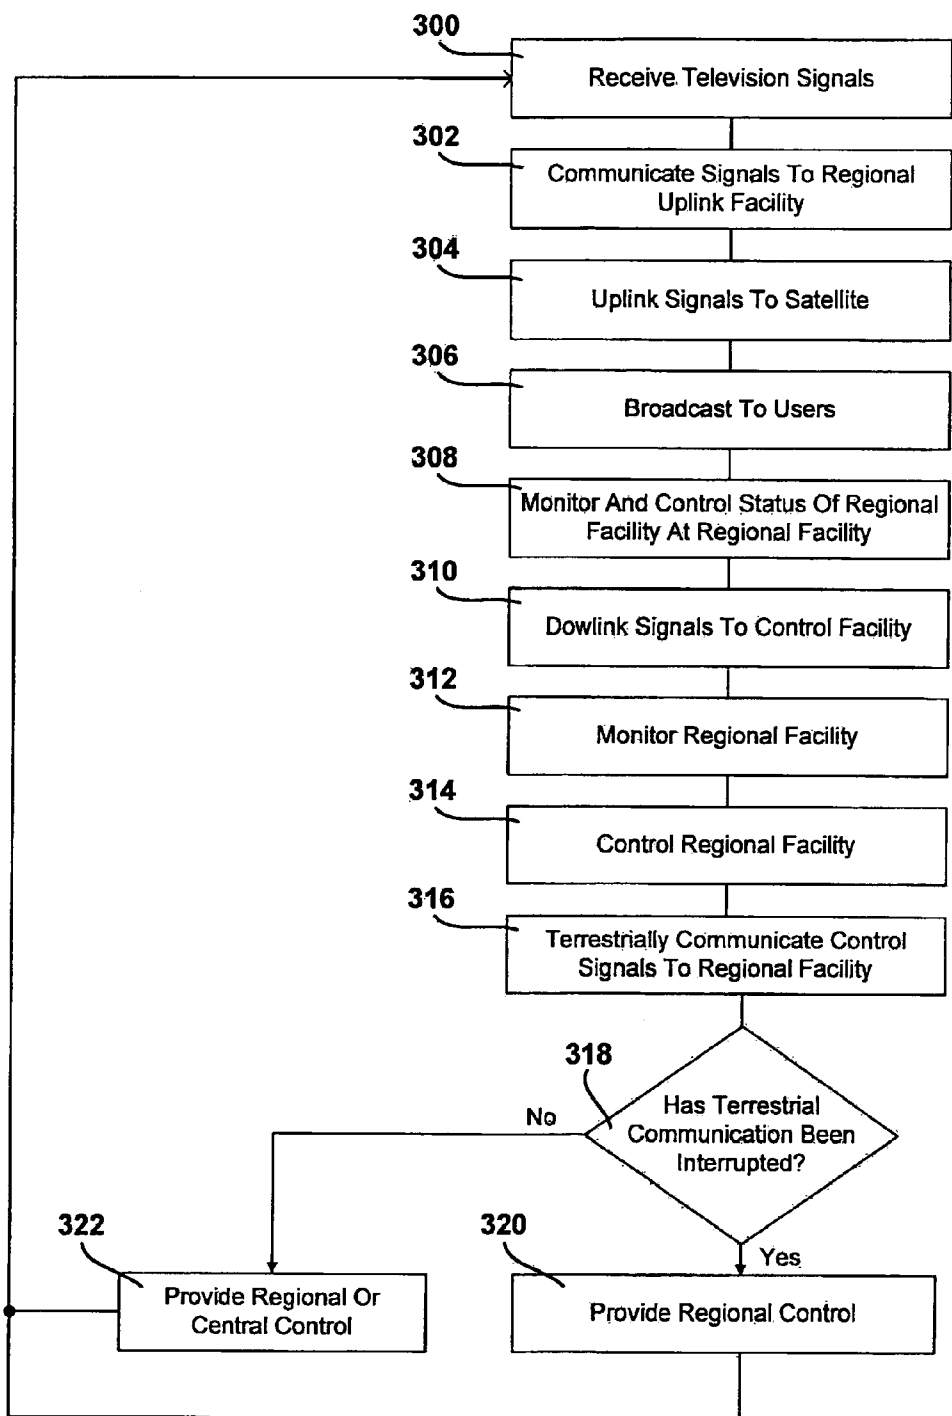 300
Receive Television Signals
302
Communicate Signals To Regional
Uplink Facility
304
Uplink Signals To Satellite
306
Broadcast To Users
308
Monitor And Control Status Of Regional
Facility At Regional Facility
310
Dowlink Signals To Control Facility
312
Monitor Regional Facility
314
Control Regional Facility
316
Terrestrially Communicate Control
Signals To Regional Facility
318
Has Terrestrial
Communication Been
Interrupted?
No
Yes
322
Provide Regional Or
Central Control
320
Provide Regional Control